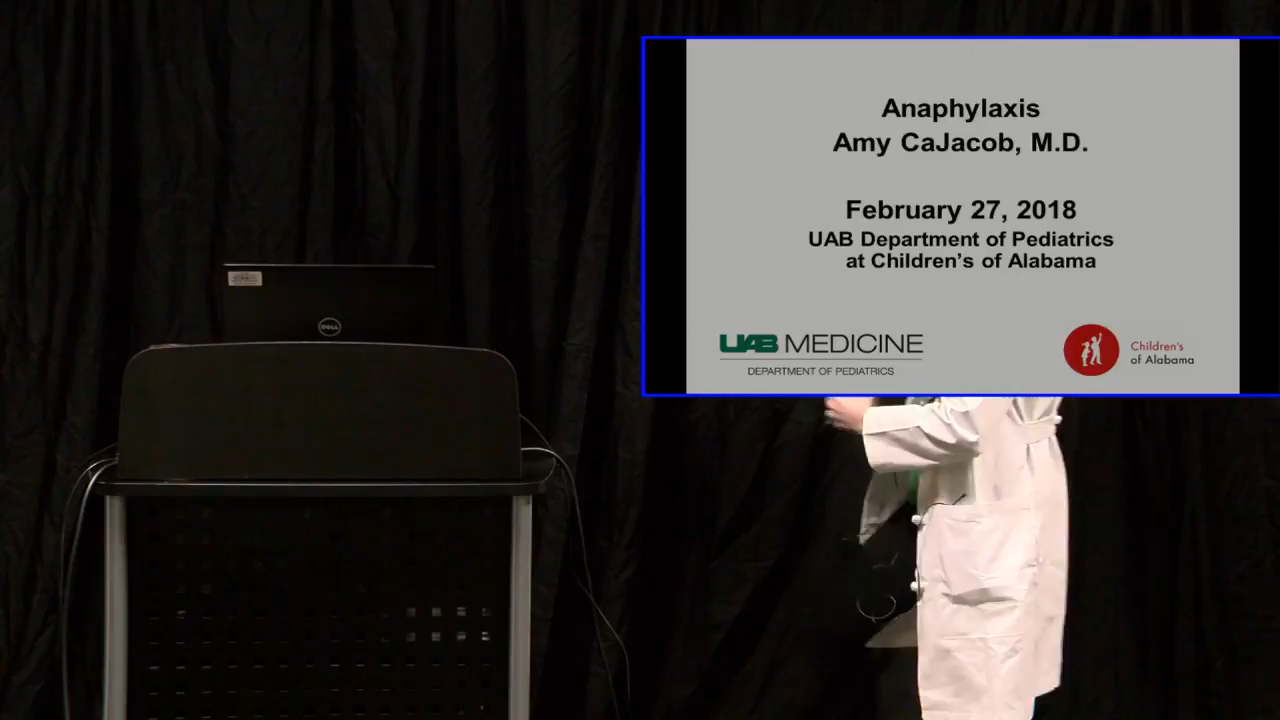 Anaphylaxis
Amy CaJacob, M.D.
February 27, 2018
UAB Department of Pediatrics
at Children's of Alabama
UAB MEDICINE
DEPARTMENT OF PEDIATRICS
Children's
of Alabama
DELL